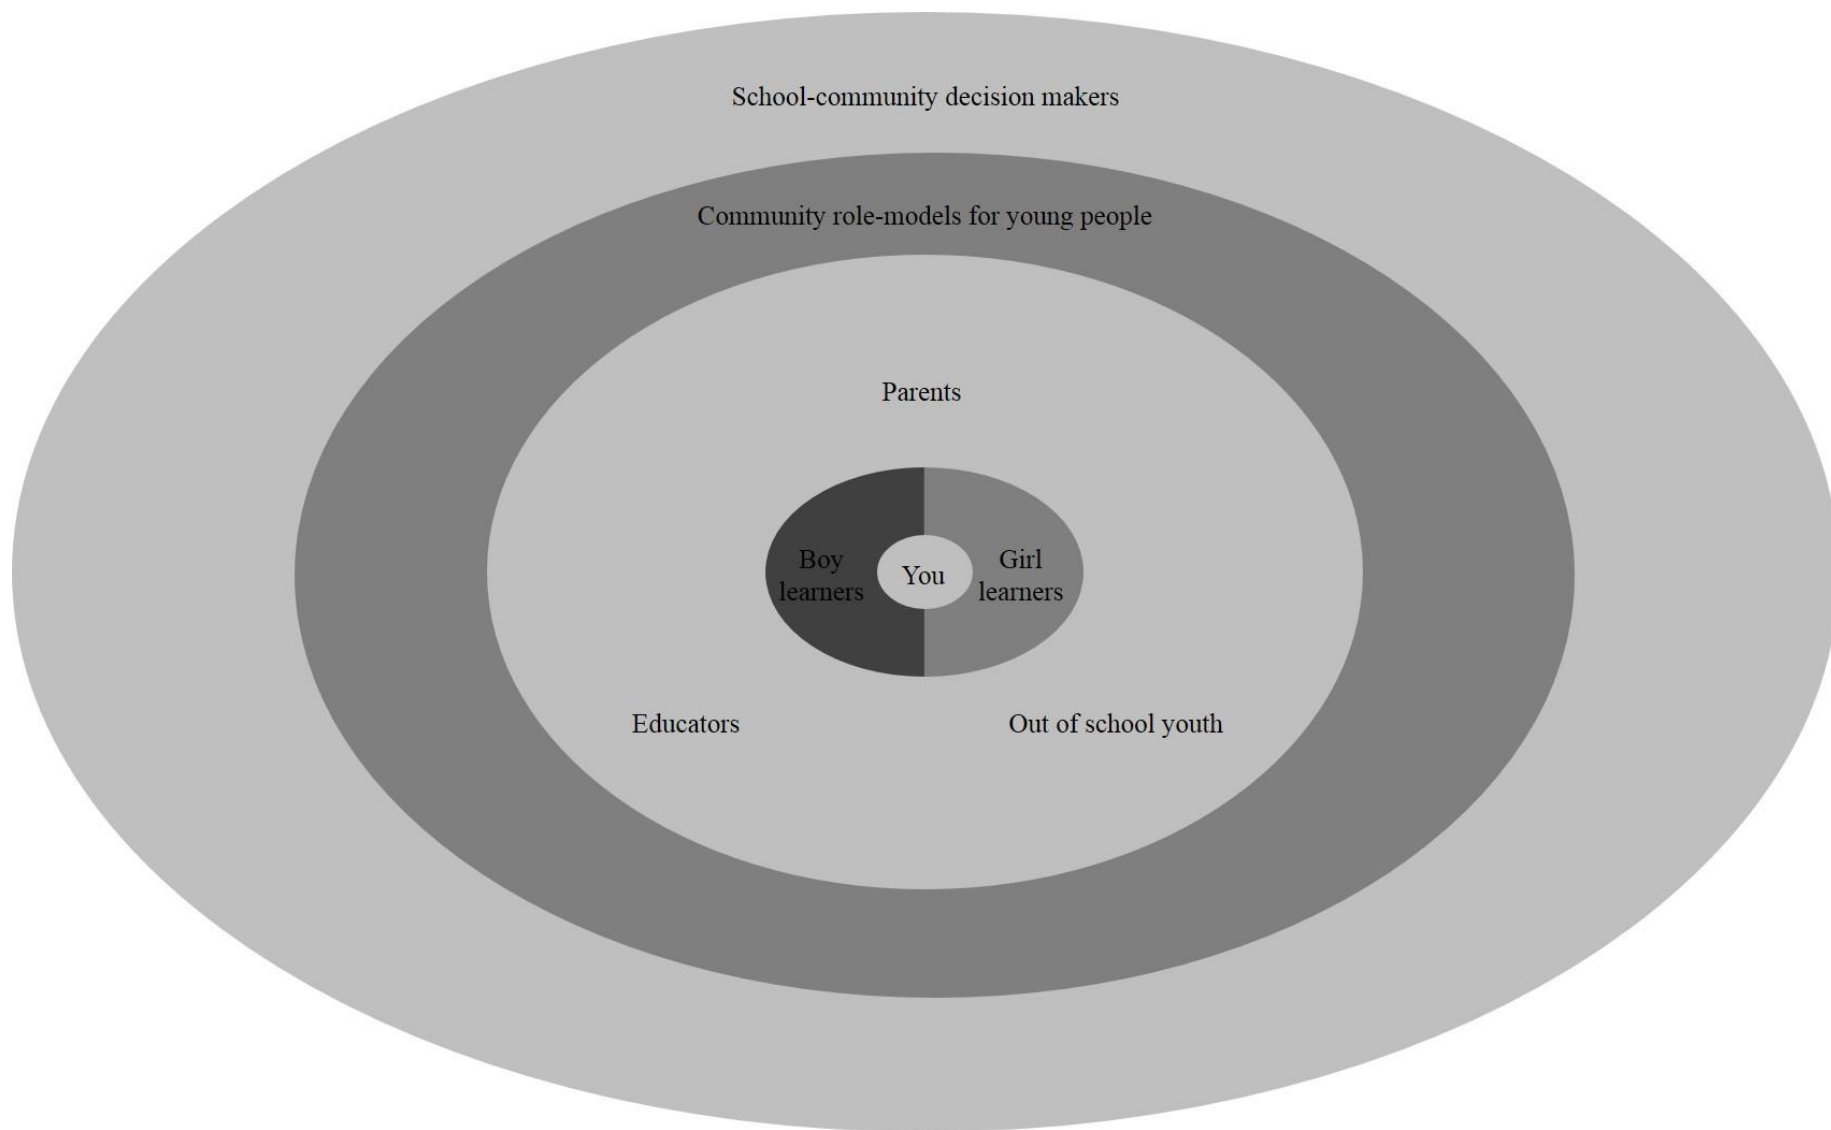 School-community decision makers
Community role-models for young people
Parents
Boy
learners
You
Girl
learners
Educators
Out of school youth